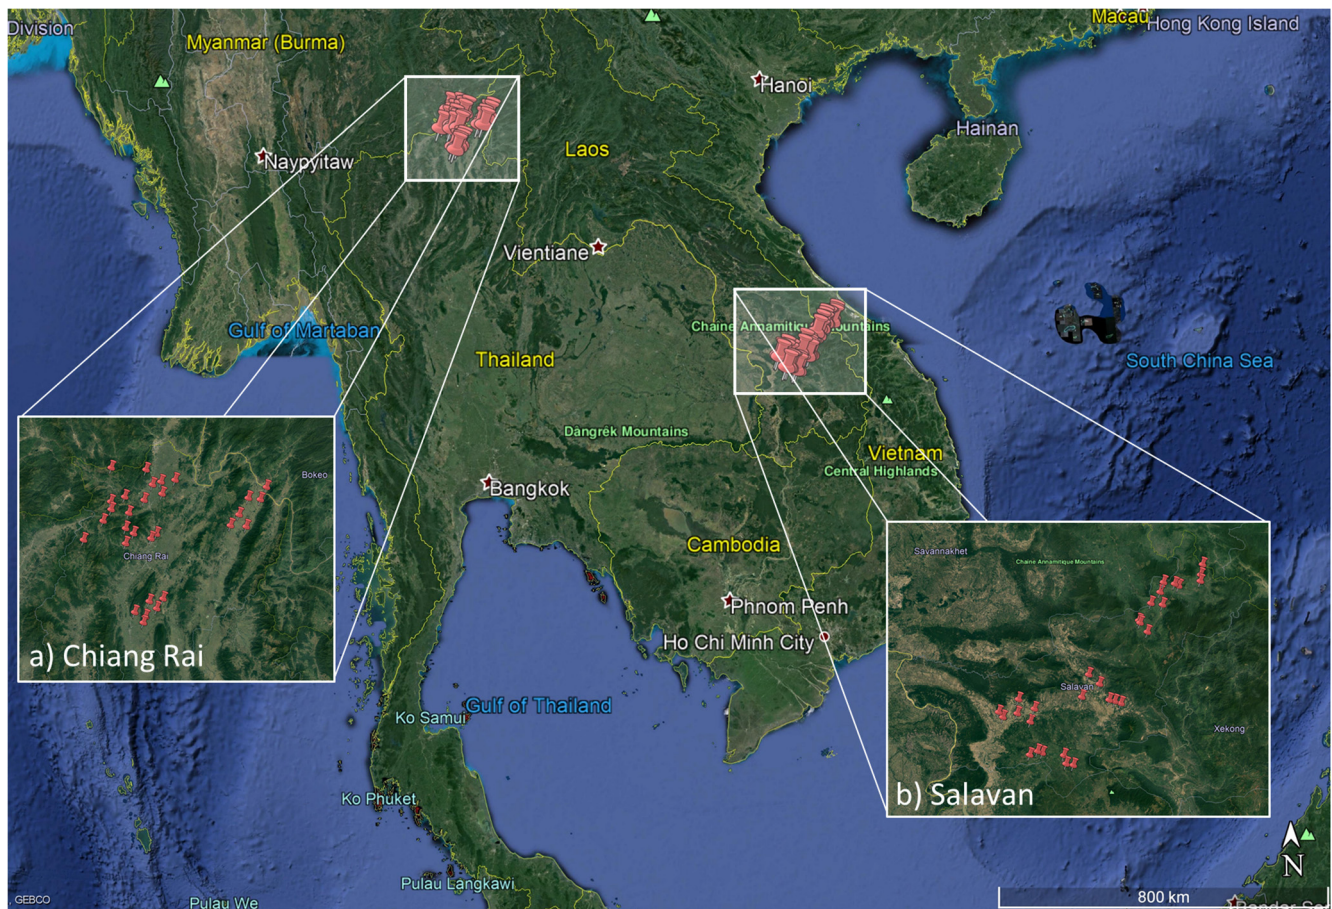 Division
Myanmar (Burma)
Macau
Hong Kong Island
Hanoi
Hainan
Laos
Naypyitaw
Vientiane
Gulf of Martaban
Chaîne Annamitique Mountains
Thailand
South China Sea
Dângrêk Mountains
Vietnam
Central Highlands
Bangkok
Bokeo
Chiang Rai
a) Chiang Rai
Cambodia
Savannakhet
Chaîne Annamitique Mountains
Phnom Penh
Ho Chi Minh City
Salavan
Xekong
b) Salavan
Ko Samui
Gulf of Thailand
Ko Phuket
Pulau Langkawi
N
GEBCO
Pulau We
800 km